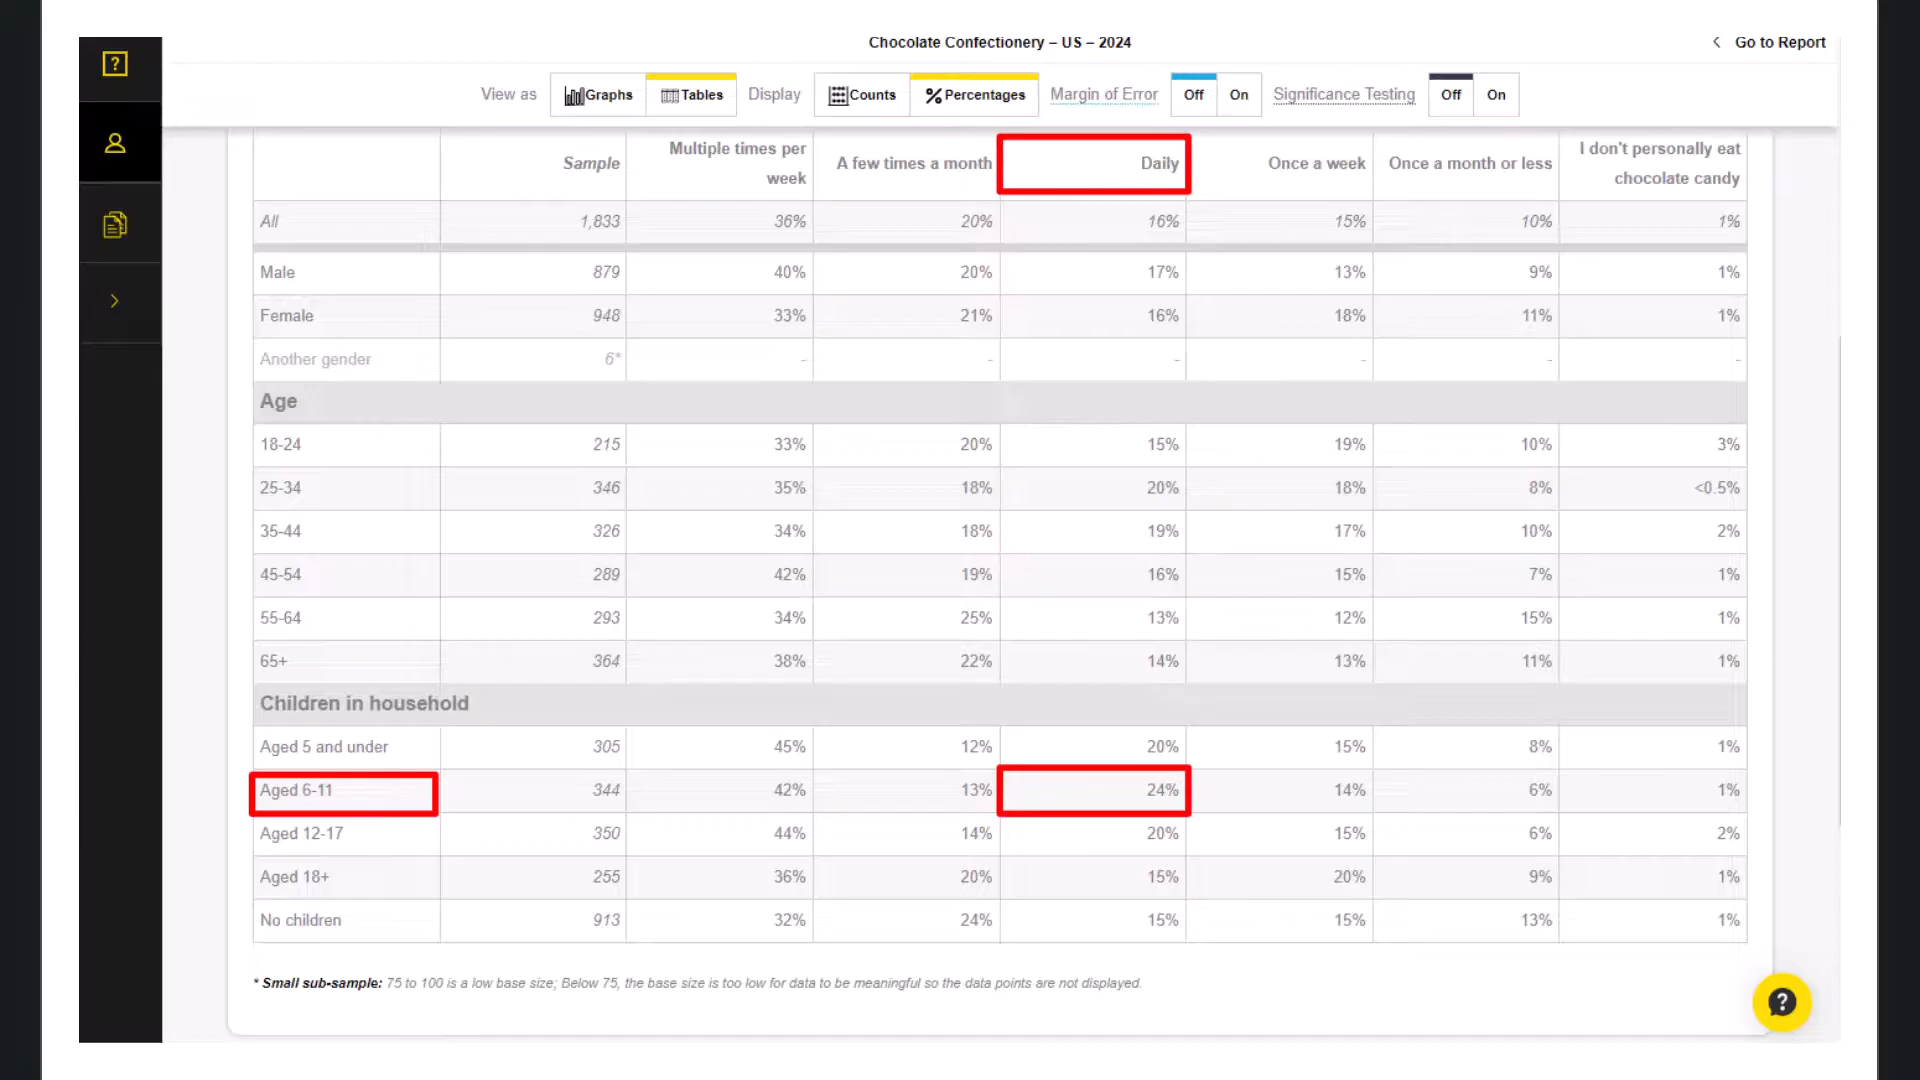 Chocolate Confectionery – US – 2024
Go to Report
View as Graphs Tables Display Counts Percentages Margin of Error Off On Significance Testing Off On
Sample Multiple times per week A few times a month Daily Once a week Once a month or less I don't personally eat chocolate candy
All 1,833 36% 20% 16% 15% 10% 1%
Male 879 40% 20% 17% 13% 9% 1%
Female 948 33% 21% 16% 18% 11% 1%
Another gender 6* - - - - - -
Age
18-24 215 33% 20% 15% 19% 10% 3%
25-34 346 35% 18% 20% 18% 8% <0.5%
35-44 326 34% 18% 19% 17% 10% 2%
45-54 289 42% 19% 16% 15% 7% 1%
55-64 293 34% 25% 13% 12% 15% 1%
65+ 364 38% 22% 14% 13% 11% 1%
Children in household
Aged 5 and under 305 45% 12% 20% 15% 8% 1%
Aged 6-11 344 42% 13% 24% 14% 6% 1%
Aged 12-17 350 44% 14% 20% 15% 6% 2%
Aged 18+ 255 36% 20% 15% 20% 9% 1%
No children 913 32% 24% 15% 15% 13% 1%
* Small sub-sample: 75 to 100 is a low base size; Below 75, the base size is too low for data to be meaningful so the data points are not displayed.